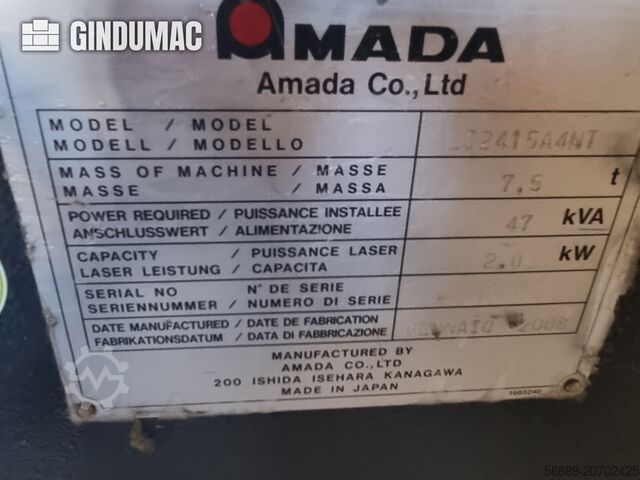 GINDUMAC
AMADA
Amada Co.,Ltd
MODEL / MODEL
MODELL / MODELLO
LC2415A4NT
MASS OF MACHINE / MASSE
MASSE / MASSA
7.5 t
POWER REQUIRED / PUISSANCE INSTALLEE
ANSCHLUSSWERT / ALIMENTAZIONE
47 kVA
CAPACITY / PUISSANCE LASER
LASER LEISTUNG / CAPACITA
2.0 kW
SERIAL NO N° DE SERIE
SERIENNUMMER / NUMERO DI SERIE
DATE MANUFACTURED / DATE DE FABRICATION
FABRIKATIONSDATUM / DATA DI FABBRICAZIONE
GENNAIO 2008
MANUFACTURED BY
AMADA CO.,LTD
200 ISHIDA ISEHARA KANAGAWA
MADE IN JAPAN
1665240
56889-20702425